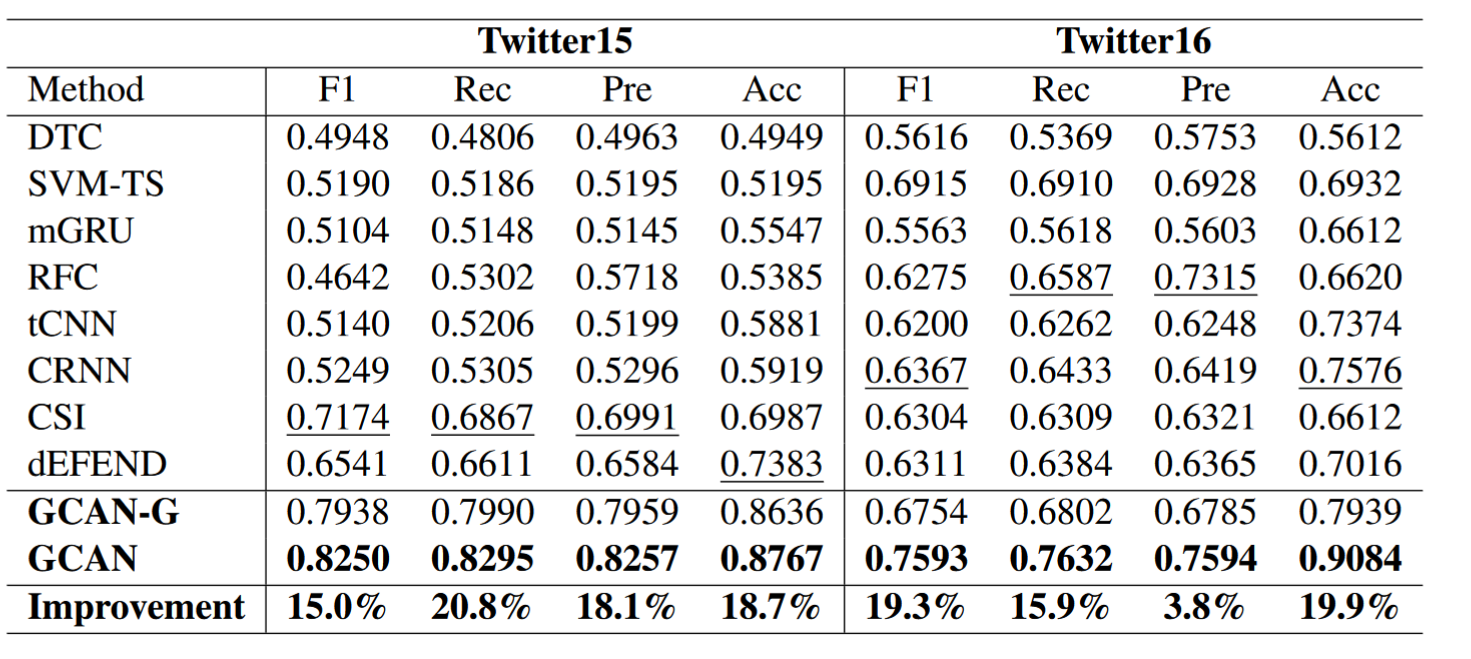 Twitter15 Twitter16
Method F1 Rec Pre Acc F1 Rec Pre Acc
DTC 0.4948 0.4806 0.4963 0.4949 0.5616 0.5369 0.5753 0.5612
SVM-TS 0.5190 0.5186 0.5195 0.5195 0.6915 0.6910 0.6928 0.6932
mGRU 0.5104 0.5148 0.5145 0.5547 0.5563 0.5618 0.5603 0.6612
RFC 0.4642 0.5302 0.5718 0.5385 0.6275 0.6587 0.7315 0.6620
tCNN 0.5140 0.5206 0.5199 0.5881 0.6200 0.6262 0.6248 0.7374
CRNN 0.5249 0.5305 0.5296 0.5919 0.6367 0.6433 0.6419 0.7576
CSI 0.7174 0.6867 0.6991 0.6987 0.6304 0.6309 0.6321 0.6612
dEFEND 0.6541 0.6611 0.6584 0.7383 0.6311 0.6384 0.6365 0.7016
GCAN-G 0.7938 0.7990 0.7959 0.8636 0.6754 0.6802 0.6785 0.7939
GCAN 0.8250 0.8295 0.8257 0.8767 0.7593 0.7632 0.7594 0.9084
Improvement 15.0% 20.8% 18.1% 18.7% 19.3% 15.9% 3.8% 19.9%